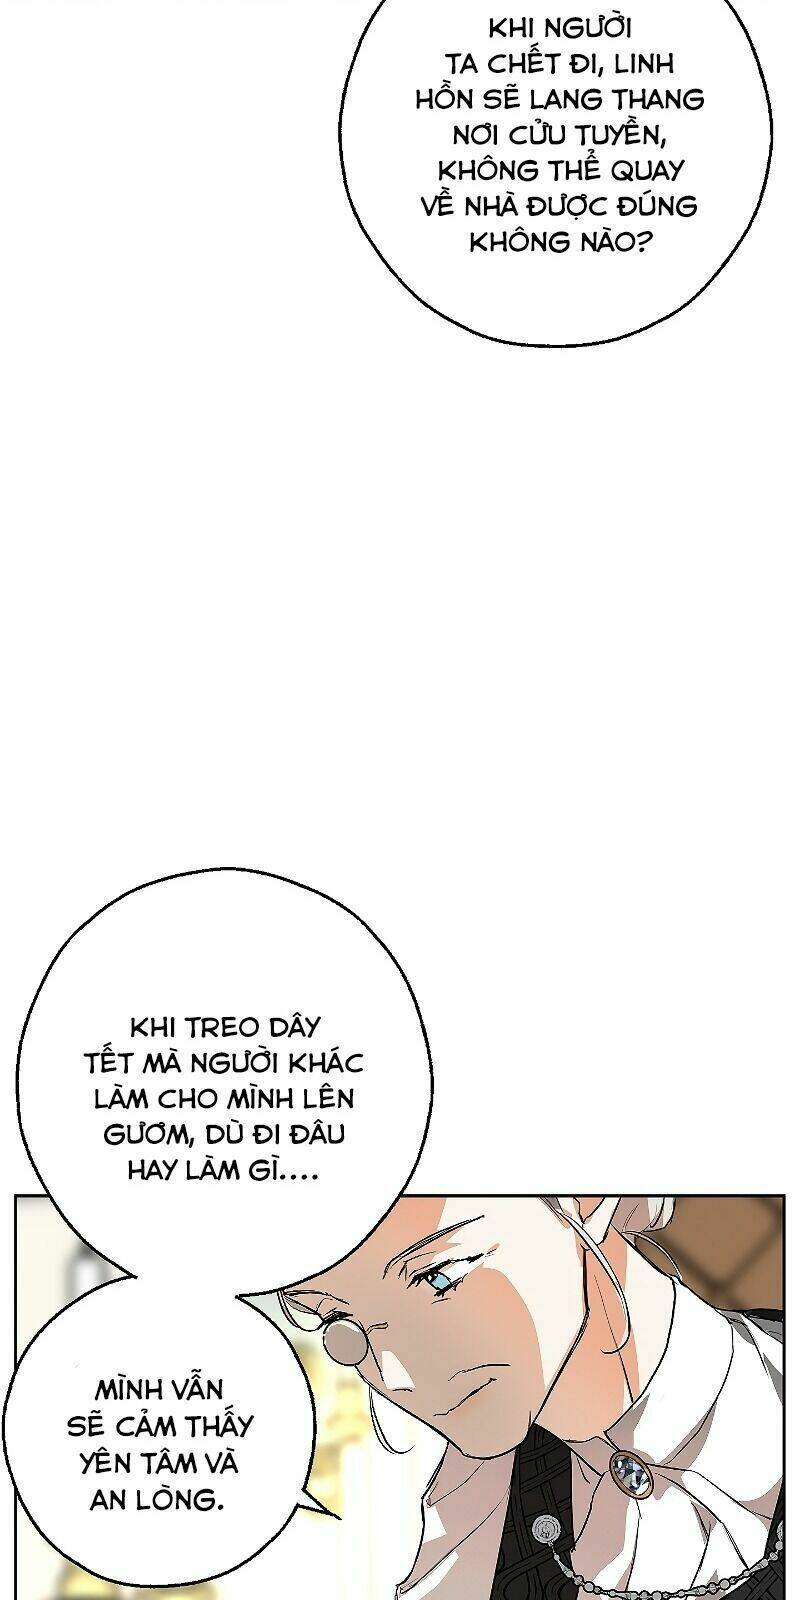 KHI NGƯỜI
TA CHẾT ĐI, LINH
HỒN SẼ LANG THANG
NƠI CỬU TUYỀN,
KHÔNG THỂ QUAY
VỀ NHÀ ĐƯỢC ĐÚNG
KHÔNG NÀO?
KHI TREO DÂY
TẾT MÀ NGƯỜI KHÁC
LÀM CHO MÌNH LÊN
GƯƠM, DÙ ĐI ĐÂU
HAY LÀM GÌ....
MÌNH VẪN
SẼ CẢM THẤY
YÊN TÂM VÀ
AN LÒNG.